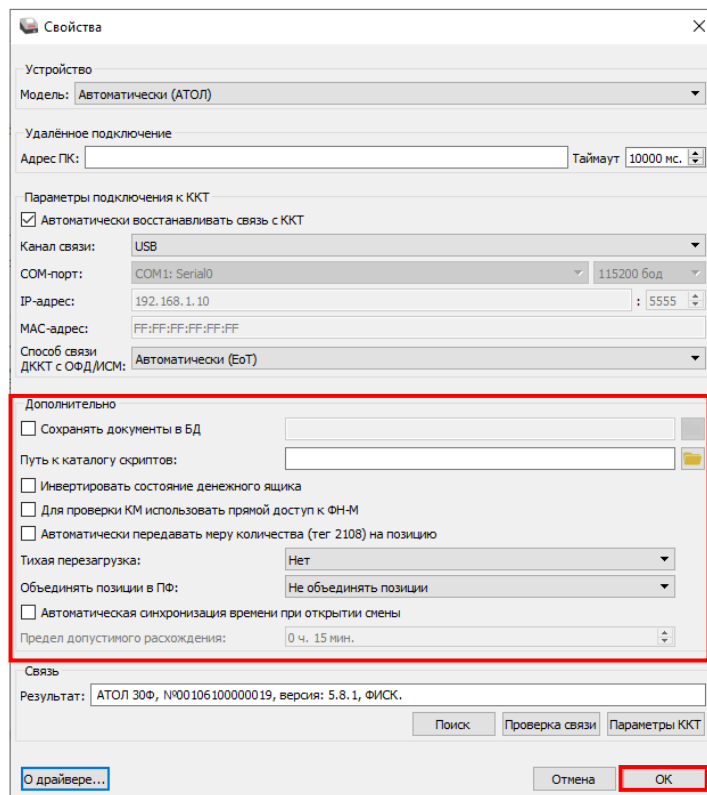 Свойства
Устройство
Модель: Автоматически (АТОЛ)
Удалённое подключение
Адрес ПК: Таймаут 10000 мс.
Параметры подключения к ККТ
Автоматически восстанавливать связь с ККТ
Канал связи: USB
COM-порт: COM1: Serial0 115200 бод
IP-адрес: 192.168.1.10 : 5555
MAC-адрес: FF:FF:FF:FF:FF:FF
Способ связи
ДККТ с ОФД/ИСМ: Автоматически (EoT)
Дополнительно
Сохранять документы в БД
Путь к каталогу скриптов:
Инвертировать состояние денежного ящика
Для проверки КМ использовать прямой доступ к ФН-М
Автоматически передавать меру количества (тег 2108) на позицию
Тихая перезагрузка: Нет
Объединять позиции в ПФ: Не объединять позиции
Автоматическая синхронизация времени при открытии смены
Предел допустимого расхождения: 0 ч. 15 мин.
Связь
Результат: АТОЛ 30Ф, №00106100000019, версия: 5.8.1, ФИСК.
Поиск Проверка связи Параметры ККТ
О драйвере... Отмена ОК